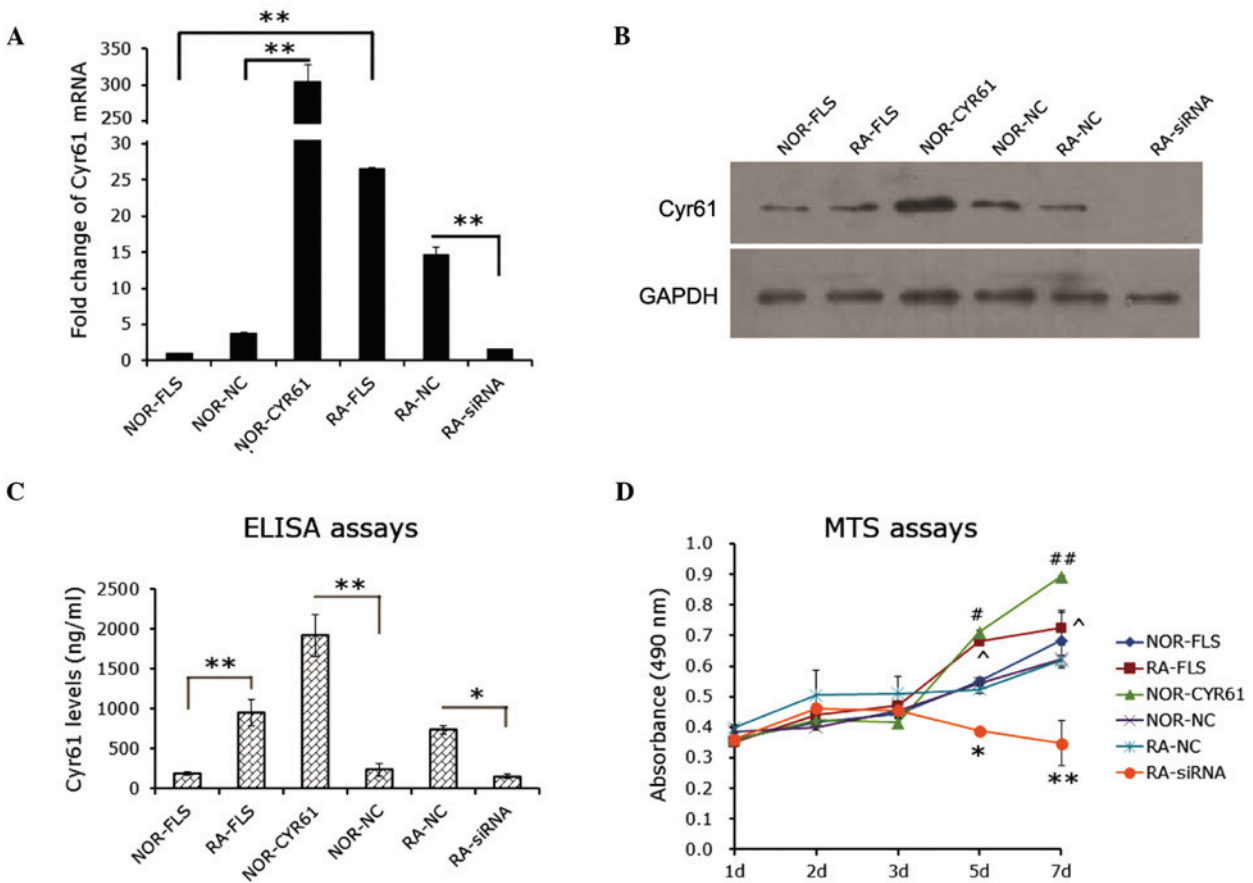 A
Fold change of Cyr61 mRNA
350
300
250
30
25
20
15
10
5
0
**
**
**
NOR-FLS
NOR-NC
NOR-CYR61
RA-FLS
RA-NC
RA-siRNA
B
NOR-FLS
RA-FLS
NOR-CYR61
NOR-NC
RA-NC
RA-siRNA
Cyr61
GAPDH
C
ELISA assays
Cyr61 levels (ng/ml)
2500
2000
1500
1000
500
0
**
**
*
NOR-FLS
RA-FLS
NOR-CYR61
NOR-NC
RA-NC
RA-siRNA
D
MTS assays
Absorbance (490 nm)
1.0
0.9
0.8
0.7
0.6
0.5
0.4
0.3
0.2
0.1
0.0
##
#
^
^
*
**
1d
2d
3d
5d
7d
NOR-FLS
RA-FLS
NOR-CYR61
NOR-NC
RA-NC
RA-siRNA